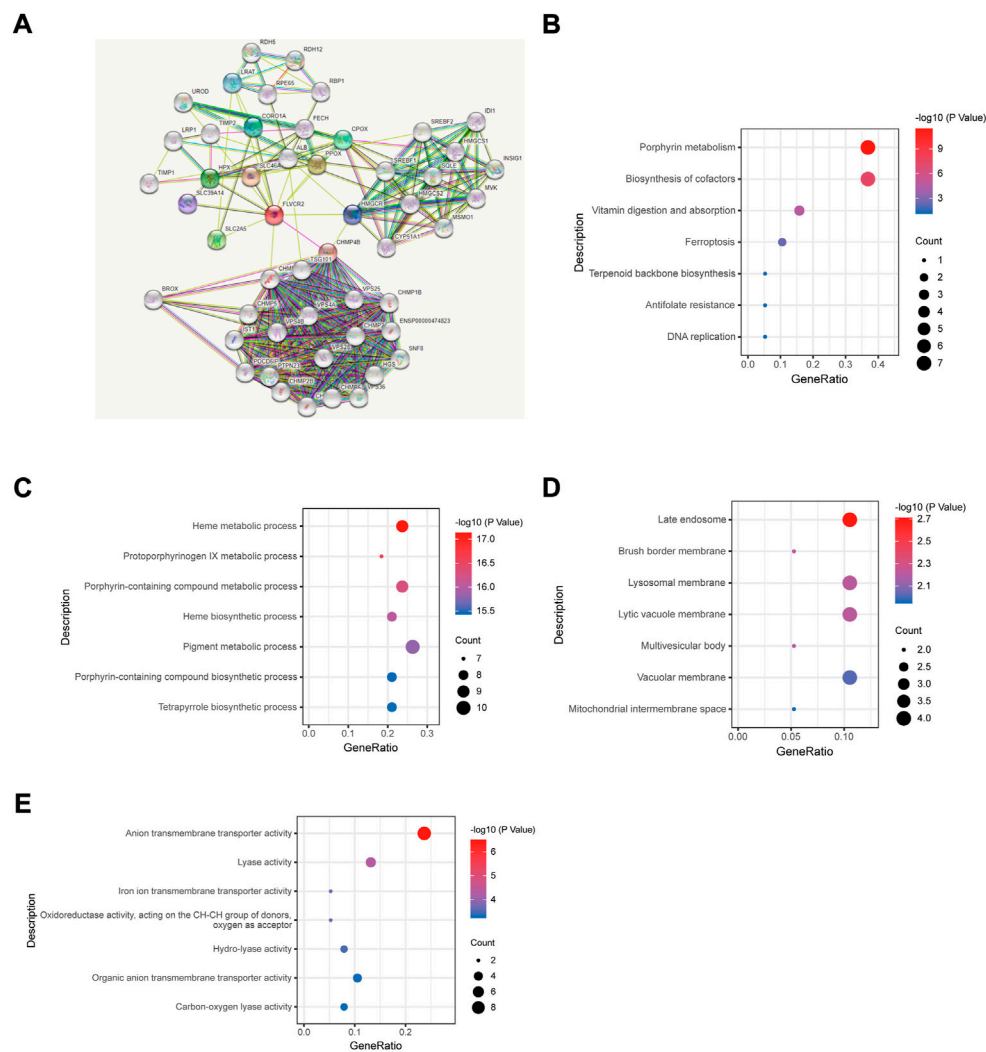 A
RDH5
RDH12
LRAT
RPE65
RBP1
UROD
CORO1A
FECH
TIMP2
CPOX
LRP1
ALB
PPOX
HPX
SLC46A
TIMP1
SLC39A14
FLVCR2
SLC2A5
HMGCR
IDI1
SREBF2
HMGCS1
SREBF1
SQLE
INSIG1
HMGCS2
MVK
MSMO1
CYP51A1
CHMP4B
TSG101
BROX
VPS25
CHMP1B
CHMP5
VPS4A
IST1
VPS4B
ENSP00000474823
SNF8
PDCD6IP
PTPN23
HGS
CHMP2B
VPS36
B
Porphyrin metabolism
Biosynthesis of cofactors
Vitamin digestion and absorption
Ferroptosis
Terpenoid backbone biosynthesis
Antifolate resistance
DNA replication
Description
0.0 0.1 0.2 0.3 0.4
GeneRatio
-log10 (P Value)
9
6
3
Count
1
2
3
4
5
6
7
C
Heme metabolic process
Protoporphyrinogen IX metabolic process
Porphyrin-containing compound metabolic process
Heme biosynthetic process
Pigment metabolic process
Porphyrin-containing compound biosynthetic process
Tetrapyrrole biosynthetic process
Description
0.0 0.1 0.2 0.3
GeneRatio
-log10 (P Value)
17.0
16.5
16.0
15.5
Count
7
8
9
10
D
Late endosome
Brush border membrane
Lysosomal membrane
Lytic vacuole membrane
Multivesicular body
Vacuolar membrane
Mitochondrial intermembrane space
Description
0.00 0.05 0.10
GeneRatio
-log10 (P Value)
2.7
2.5
2.3
2.1
Count
2.0
2.5
3.0
3.5
4.0
E
Anion transmembrane transporter activity
Lyase activity
Iron ion transmembrane transporter activity
Oxidoreductase activity, acting on the CH-CH group of donors,
oxygen as acceptor
Hydro-lyase activity
Organic anion transmembrane transporter activity
Carbon-oxygen lyase activity
Description
0.0 0.1 0.2
GeneRatio
-log10 (P Value)
6
5
4
Count
2
4
6
8